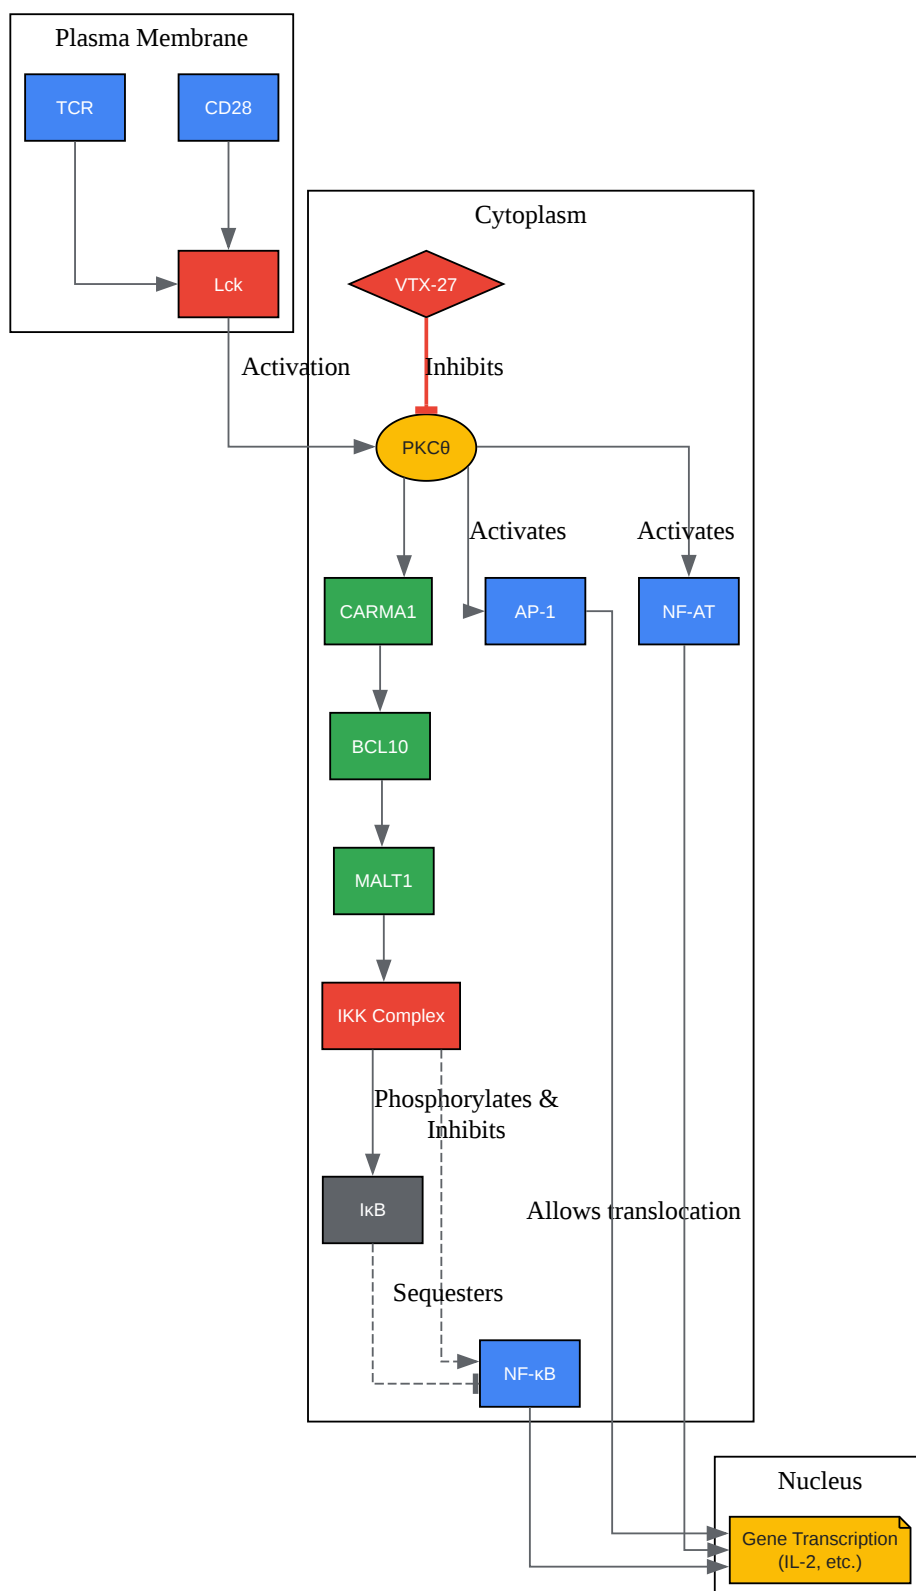 Plasma Membrane
TCR
CD28
Lck
Cytoplasm
VTX-27
Activation
Inhibits
PKCθ
Activates
Activates
CARMA1
AP-1
NF-AT
BCL10
MALT1
IKK Complex
Phosphorylates &
Inhibits
IκB
Allows translocation
Sequesters
NF-κB
Nucleus
Gene Transcription
(IL-2, etc.)